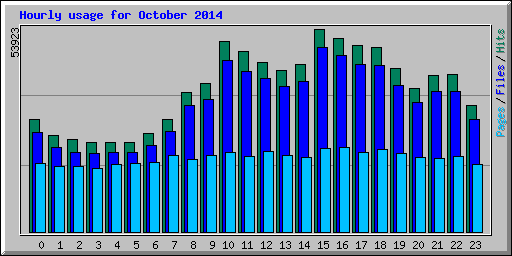 Hourly usage for October 2014
53923
Pages/Files/Hits
0 1 2 3 4 5 6 7 8 9 10 11 12 13 14 15 16 17 18 19 20 21 22 23